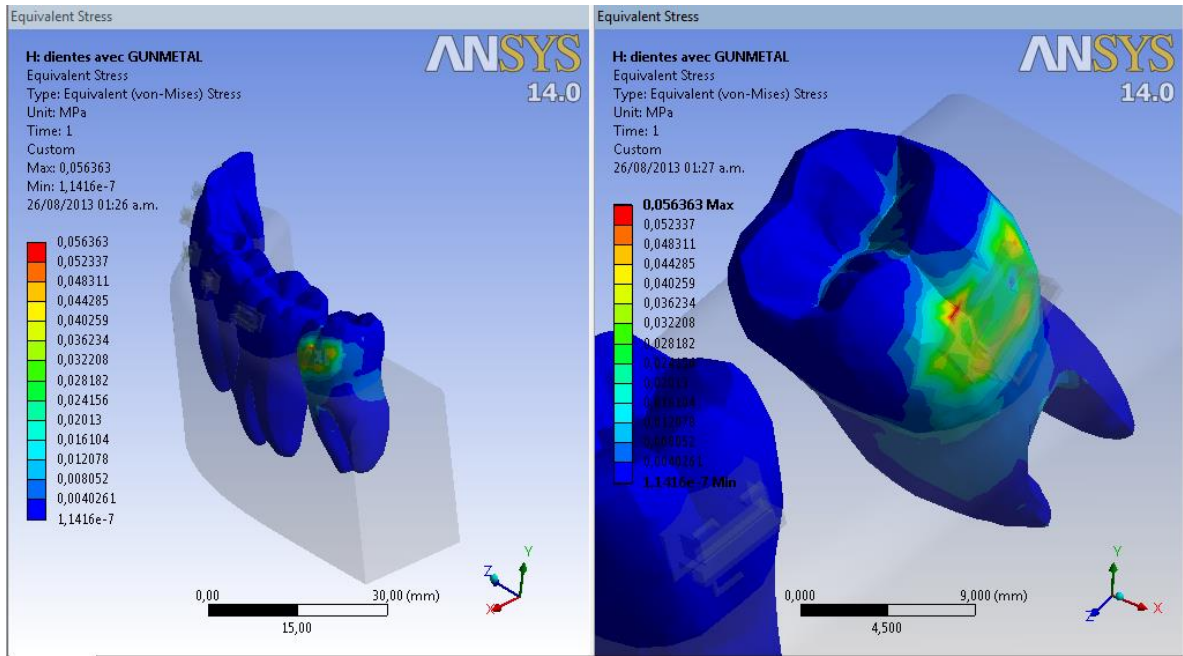 Equivalent Stress
H: dientes avec GUNMETAL
Equivalent Stress
Type: Equivalent (von-Mises) Stress
Unit: MPa
Time: 1
Custom
Max: 0,056363
Min: 1,1416e-7
26/08/2013 01:26 a.m.
ANSYS
14.0
0,056363
0,052337
0,048311
0,044285
0,040259
0,036234
0,032208
0,028182
0,024156
0,02013
0,016104
0,012078
0,008052
0,0040261
1,1416e-7
0,00
30,00 (mm)
15,00
Y
Z
X
Equivalent Stress
H: dientes avec GUNMETAL
Equivalent Stress
Type: Equivalent (von-Mises) Stress
Unit: MPa
Time: 1
Custom
26/08/2013 01:27 a.m.
ANSYS
14.0
0,056363 Max
0,052337
0,048311
0,044285
0,040259
0,036234
0,032208
0,028182
0,008052
0,0040261
1,1416e-7 Min
0,000
9,000 (mm)
4,500
Y
Z
X